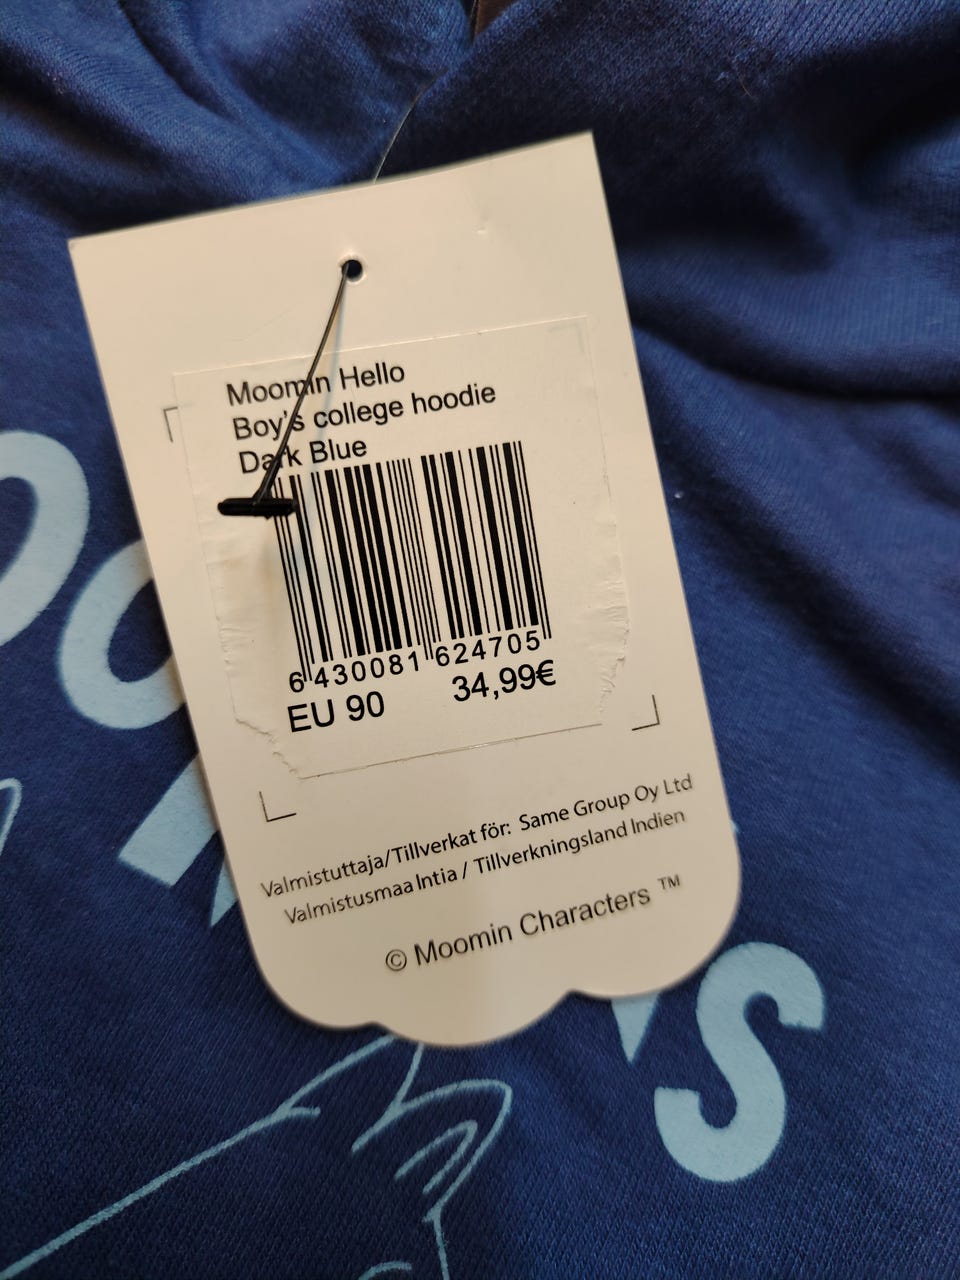 Moomin Hello
Boy's college hoodie
Dark Blue
6 430081 624705
EU 90 34,99€
Valmistuttaja/Tillverkat för: Same Group Oy Ltd
Valmistusmaa Intia / Tillverkningsland Indien
© Moomin Characters ™